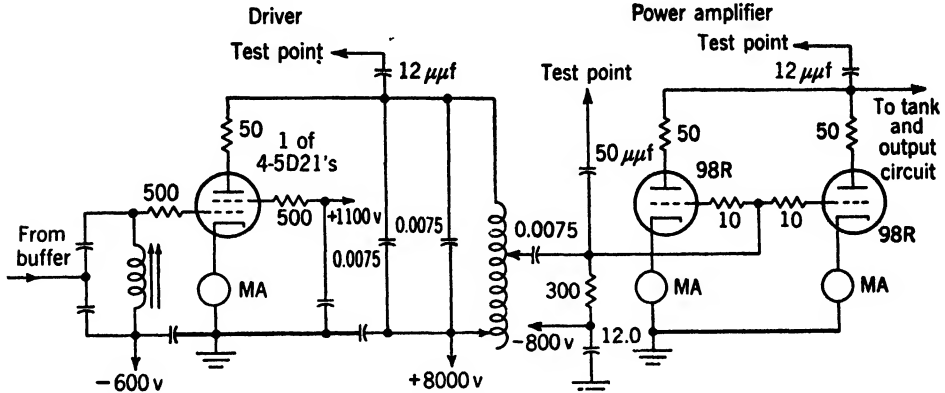 Driver
Power amplifier
Test point
12 μμf
Test point
Test point
12 μμf
To tank
and
output
circuit
50
1 of
4-5D21's
50 μμf
50
50
98R
500
500
+1100 v
10
10
98R
From
buffer
0.0075
0.0075
0.0075
MA
300
MA
MA
-800 v
12.0
-600 v
+8000 v